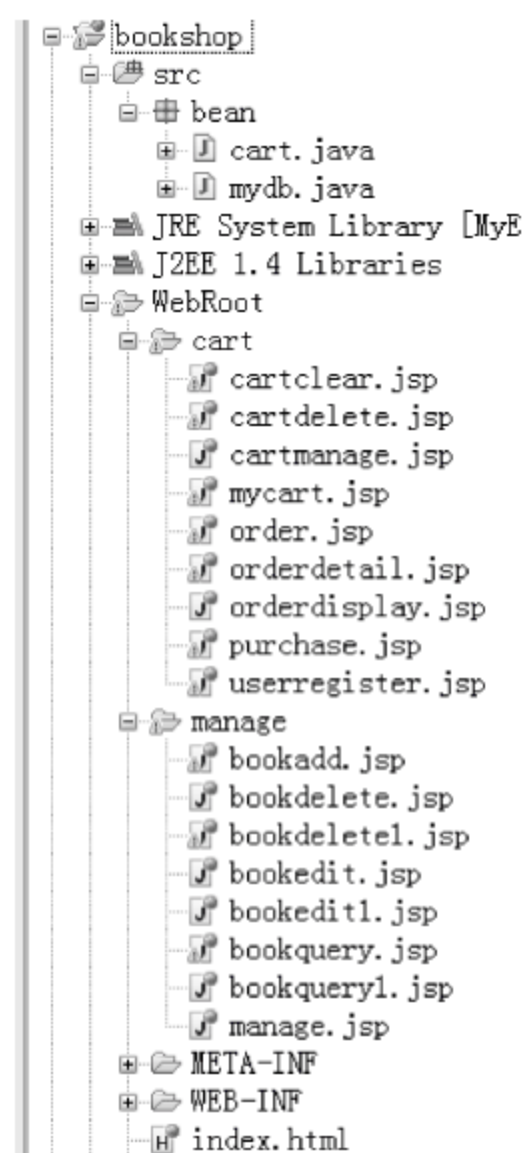 bookshop
src
bean
cart.java
mydb.java
JRE System Library [MyE
J2EE 1.4 Libraries
WebRoot
cart
cartclear.jsp
cartdelete.jsp
cartmanage.jsp
mycart.jsp
order.jsp
orderdetail.jsp
orderdisplay.jsp
purchase.jsp
userregister.jsp
manage
bookadd.jsp
bookdelete.jsp
bookdelete1.jsp
bookedit.jsp
bookedit1.jsp
bookquery.jsp
bookquery1.jsp
manage.jsp
META-INF
WEB-INF
index.html